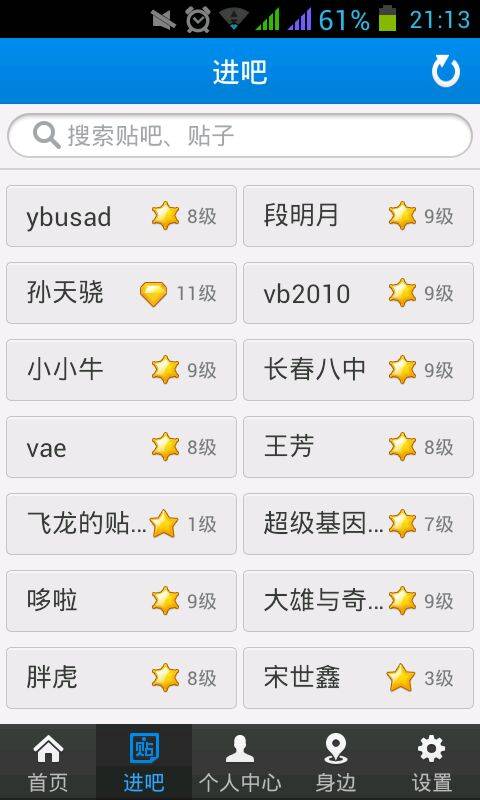 61% 21:13
进吧
搜索贴吧、贴子
ybusad 8级 段明月 9级
孙天骁 11级 vb2010 9级
小小牛 9级 长春八中 9级
vae 8级 王芳 8级
飞龙的贴... 1级 超级基因... 7级
哆啦 9级 大雄与奇... 9级
胖虎 8级 宋世鑫 3级
贴
首页 进吧 个人中心 身边 设置